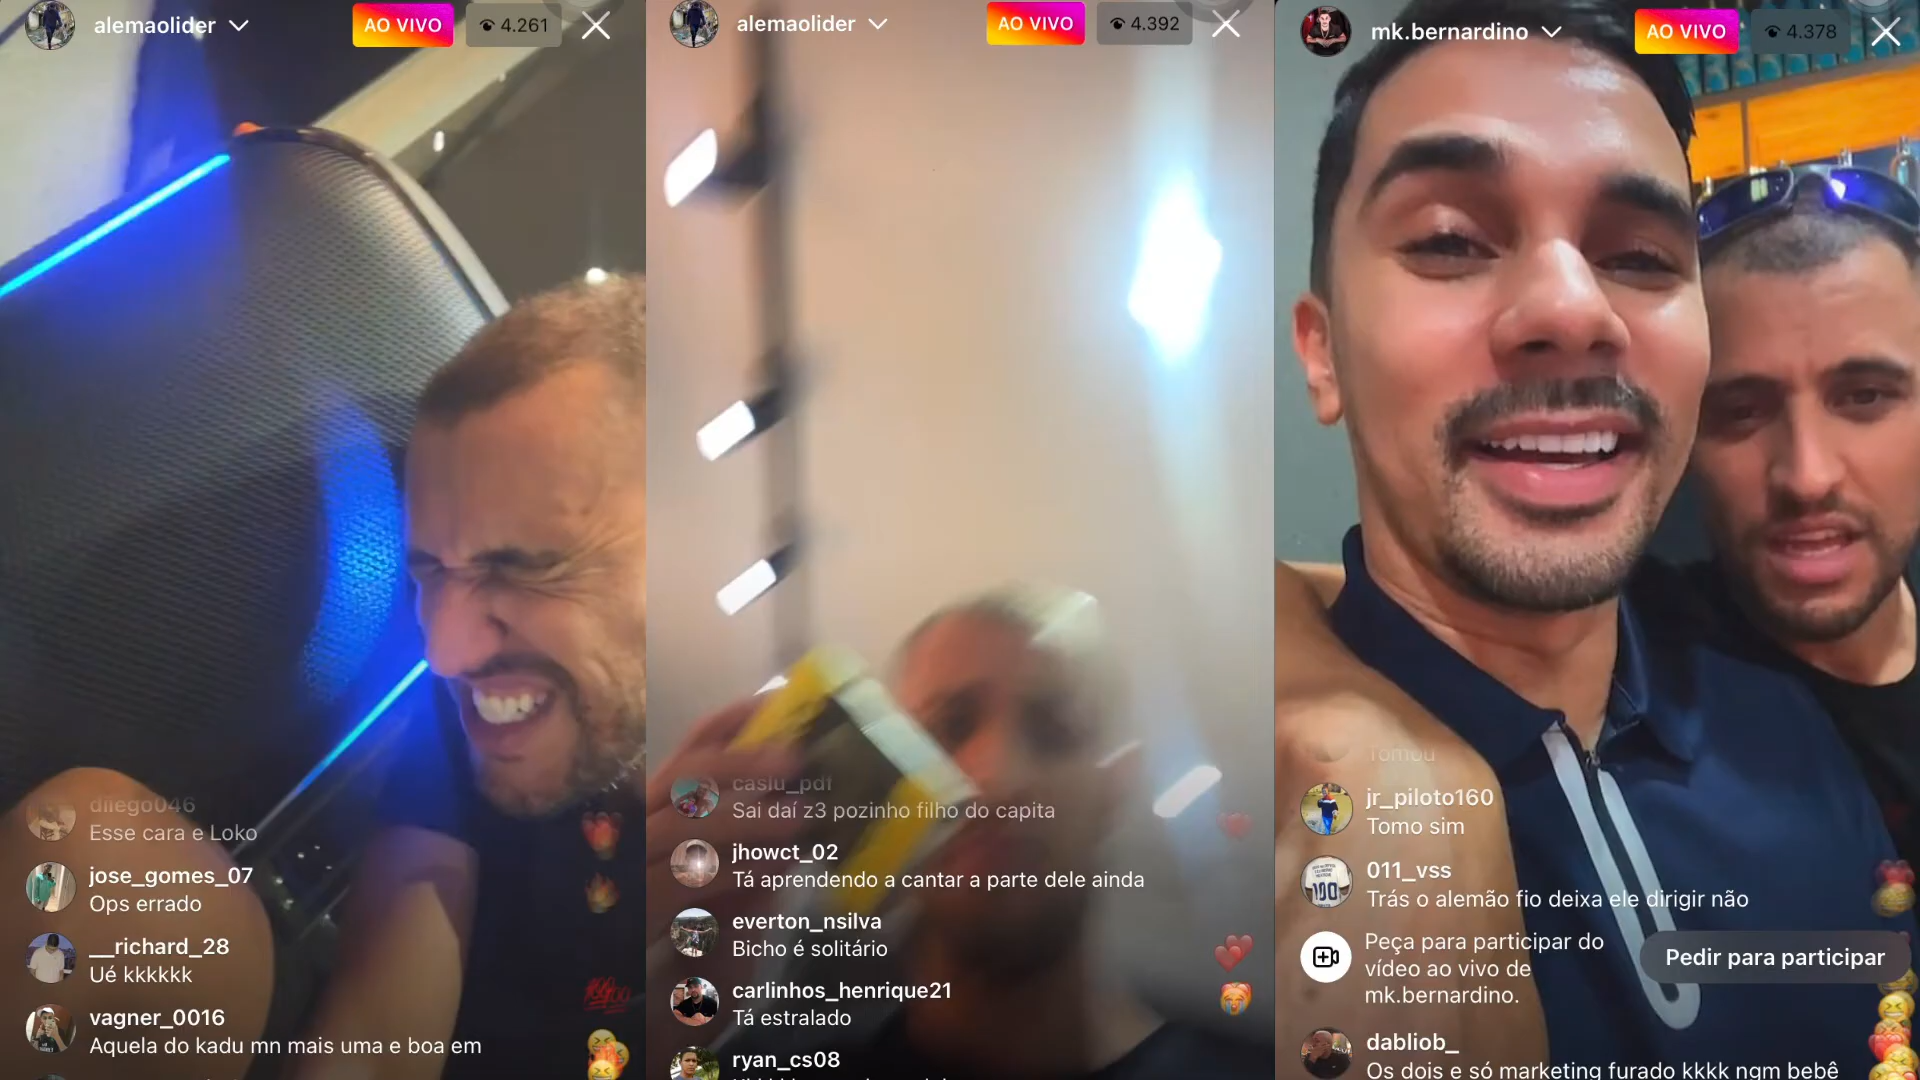 alemaolider
AO VIVO
4.261
diiego046
Esse cara e Loko
jose_gomes_07
Ops errado
__richard_28
Ué kkkkkk
vagner_0016
Aquela do kadu mn mais uma e boa em
alemaolider
AO VIVO
4.392
casiu_pdf
Sai daí z3 pozinho filho do capita
jhowct_02
Tá aprendendo a cantar a parte dele ainda
everton_nsilva
Bicho é solitário
carlinhos_henrique21
Tá estralado
ryan_cs08
mk.bernardino
AO VIVO
4.378
Tomou
jr_piloto160
Tomo sim
011_vss
Trás o alemão fio deixa ele dirigir não
Peça para participar do
vídeo ao vivo de
mk.bernardino.
Pedir para participar
dabliob_
Os dois e só marketing furado kkkk ngm bebê